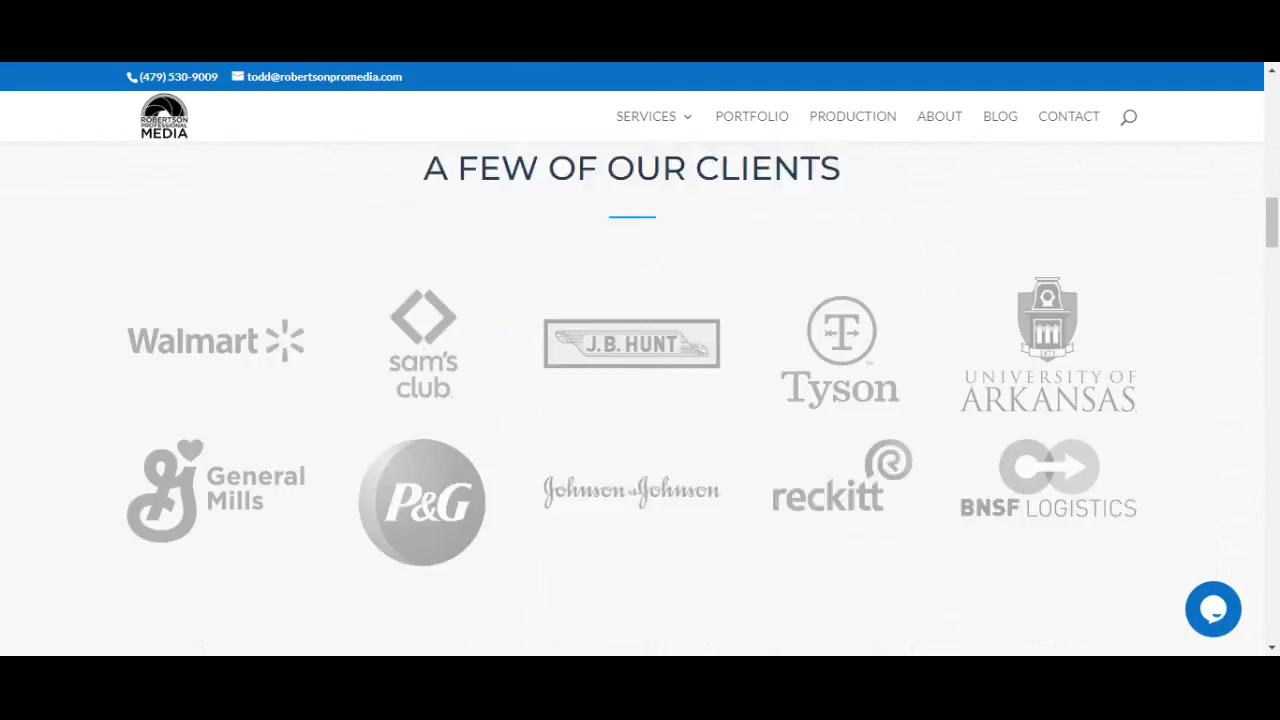 (479) 530-9009 todd@robertsonpromedia.com
ROBERTSON
PROFESSIONAL
MEDIA
SERVICES PORTFOLIO PRODUCTION ABOUT BLOG CONTACT
A FEW OF OUR CLIENTS
Walmart
sam's
club
J.B. HUNT
T
Tyson
1871
UNIVERSITY OF
ARKANSAS
G
General
Mills
P&G
Johnson & Johnson
reckitt
R
BNSF LOGISTICS